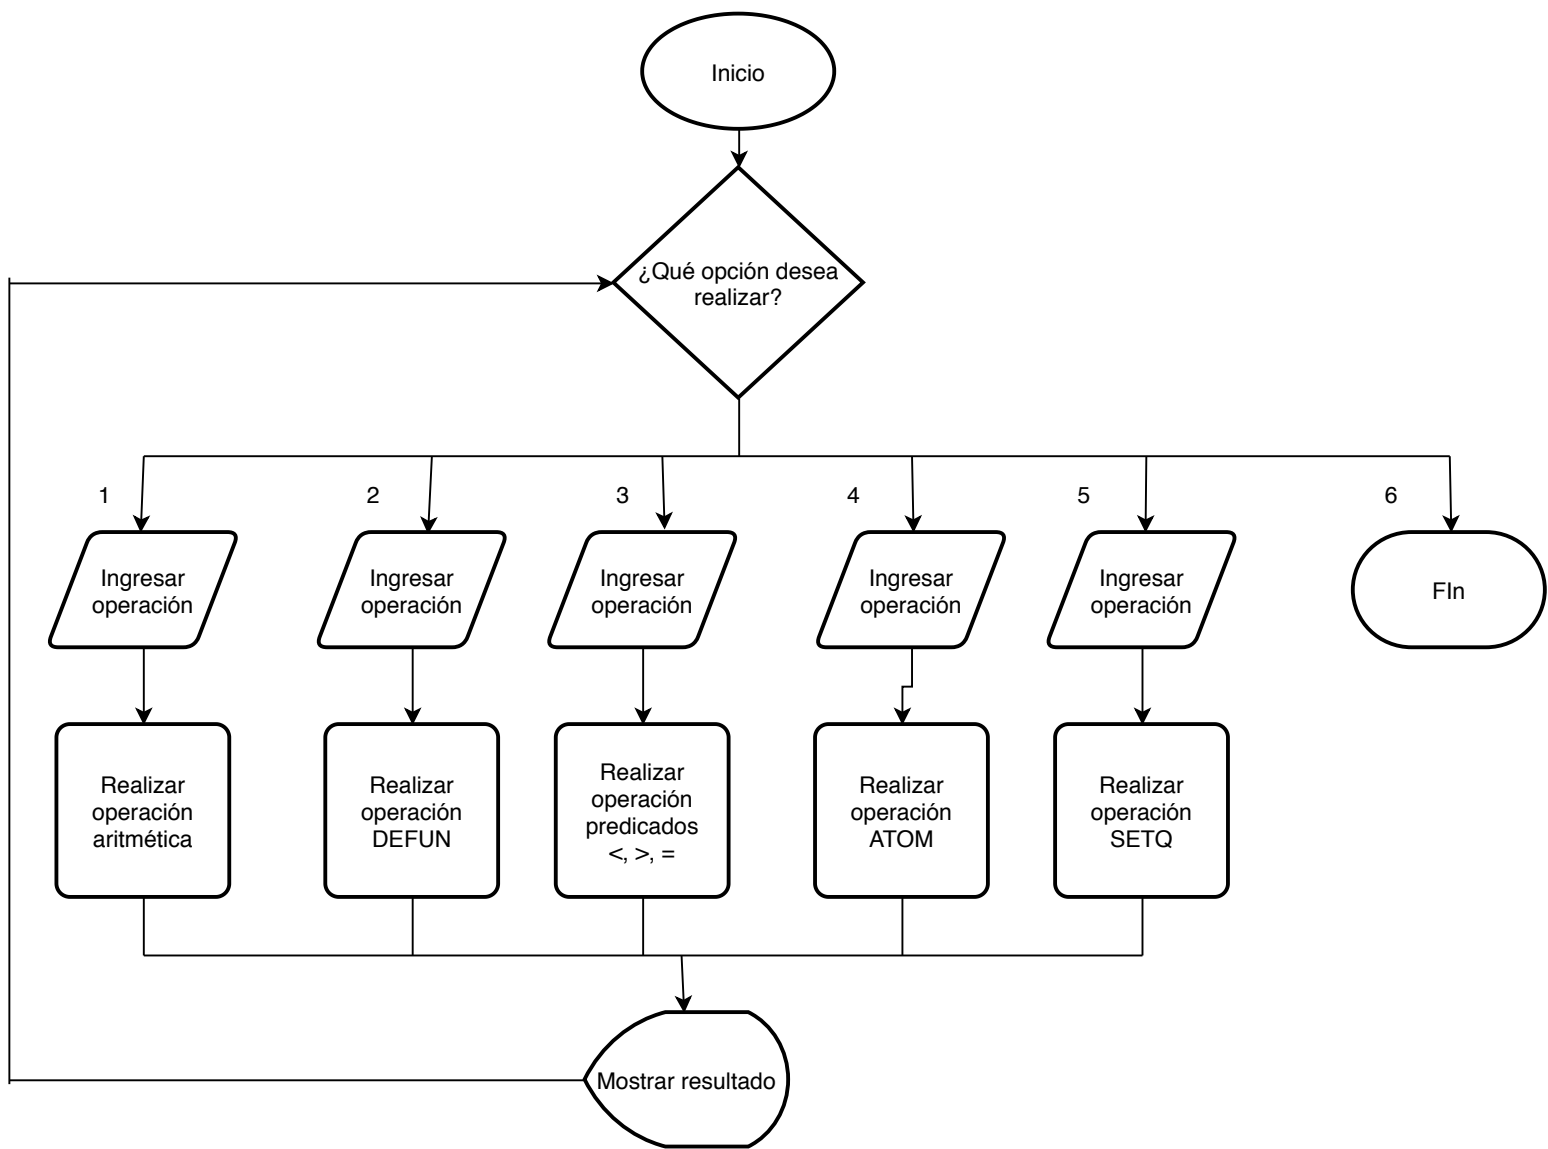 Inicio
¿Qué opción desea
realizar?
1
2
3
4
5
6
Ingresar
operación
Ingresar
operación
Ingresar
operación
Ingresar
operación
Ingresar
operación
FIn
Realizar
operación
aritmética
Realizar
operación
DEFUN
Realizar
operación
predicados
<, >, =
Realizar
operación
ATOM
Realizar
operación
SETQ
Mostrar resultado